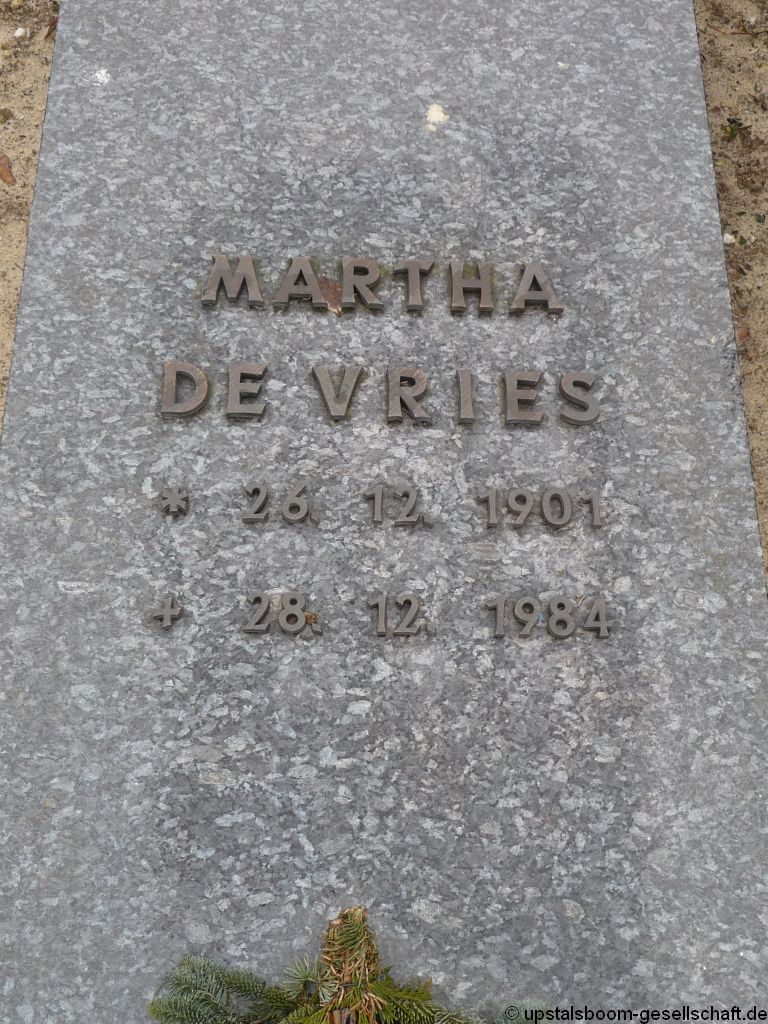 MARTHA
DE VRIES
* 26. 12. 1901
+ 28. 12. 1984
© upstalsboom-gesellschaft.de